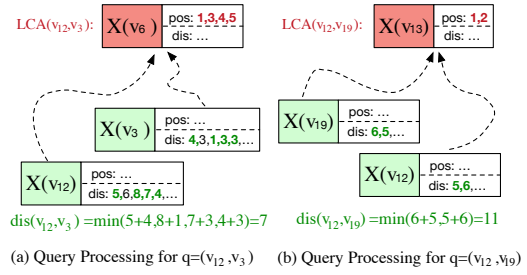 LCA(v12,v3): X(v6) pos: 1,3,4,5
dis: ...
X(v3) pos: ...
dis: 4,3,1,3,3,...
X(v12) pos: ...
dis: 5,6,8,7,4,...
dis(v12,v3) =min(5+4,8+1,7+3,4+3)=7
(a) Query Processing for q=(v12,v3)
LCA(v12,v19): X(v13) pos: 1,2
dis: ...
X(v19) pos: ...
dis: 6,5,...
X(v12) pos: ...
dis: 5,6,...
dis(v12,v19)=min(6+5,5+6)=11
(b) Query Processing for q=(v12,v19)